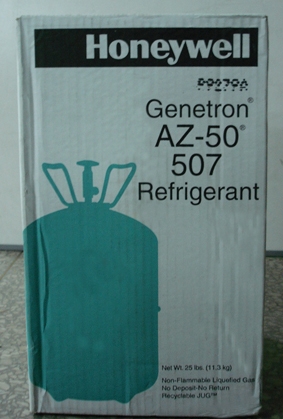 Honeywell
Genetron®
AZ-50®
507
Refrigerant
Net Wt. 25 lbs. (11.3 kg)
Non-Flammable Liquefied Gas
No Deposit-No Return
Recyclable JUG™